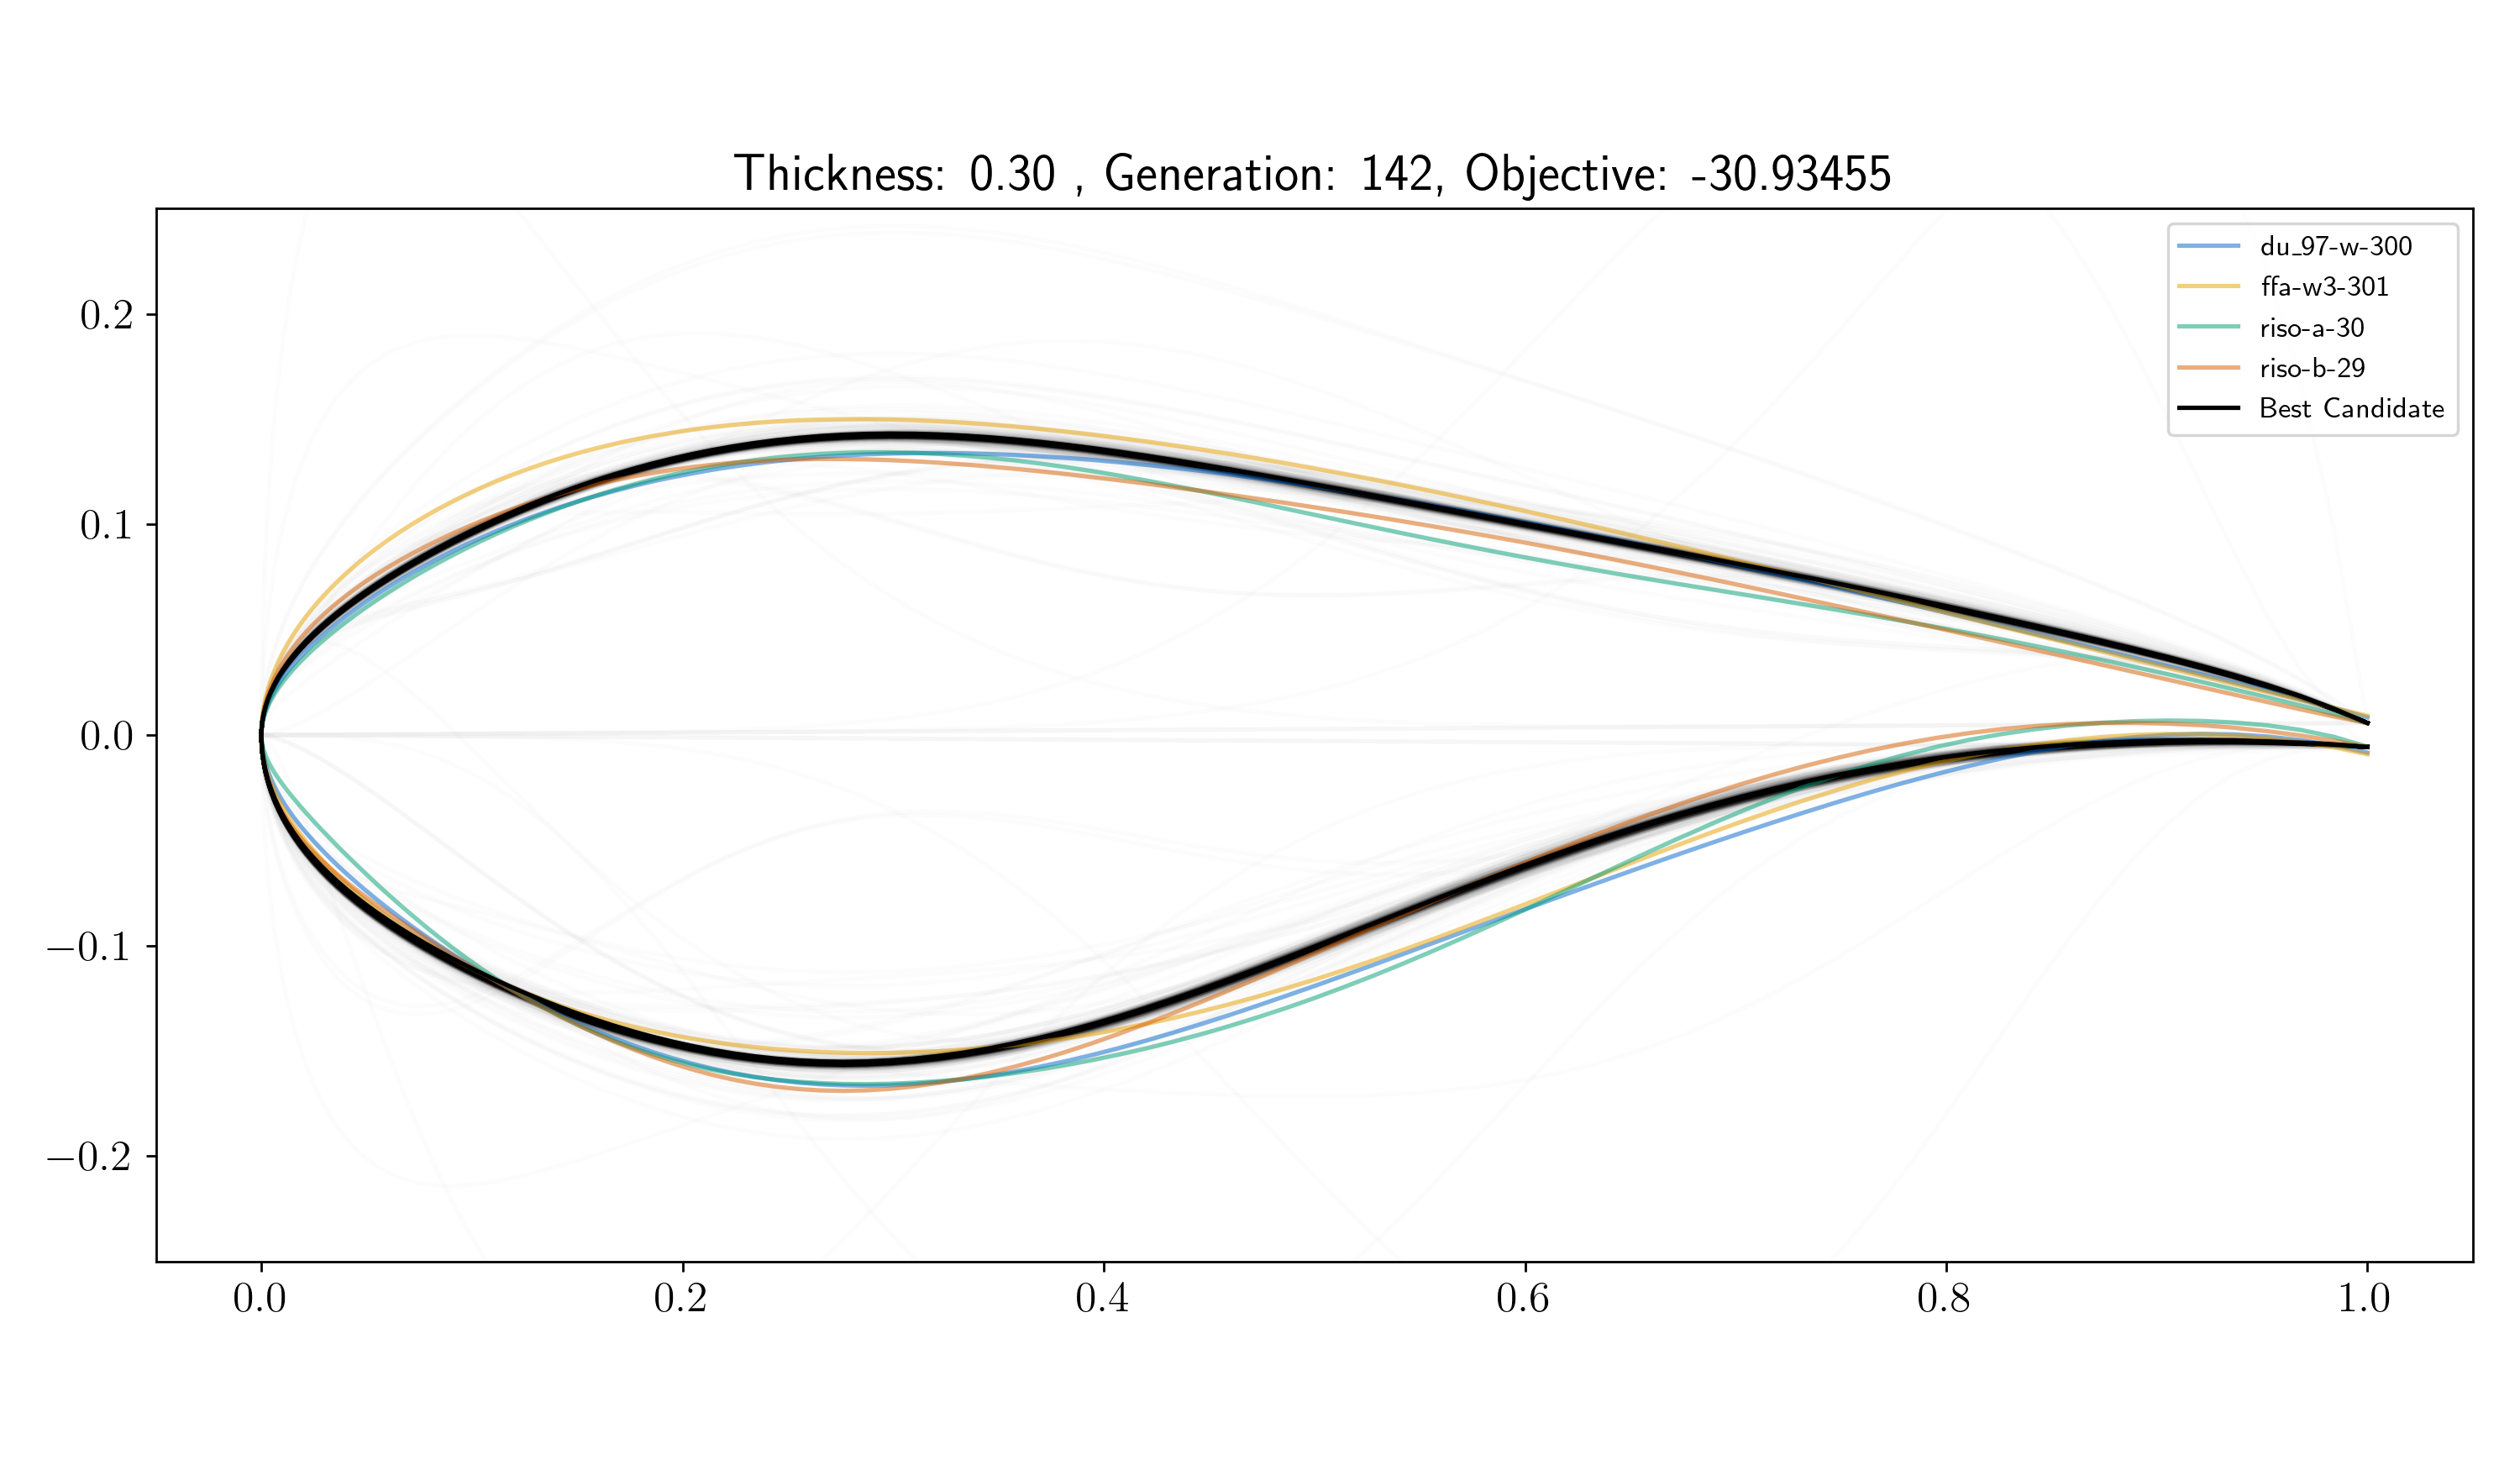 Thickness: 0.30 , Generation: 142, Objective: -30.93455
du_97-w-300
ffa-w3-301
riso-a-30
riso-b-29
Best Candidate
0.2
0.1
0.0
−0.1
−0.2
0.0 0.2 0.4 0.6 0.8 1.0